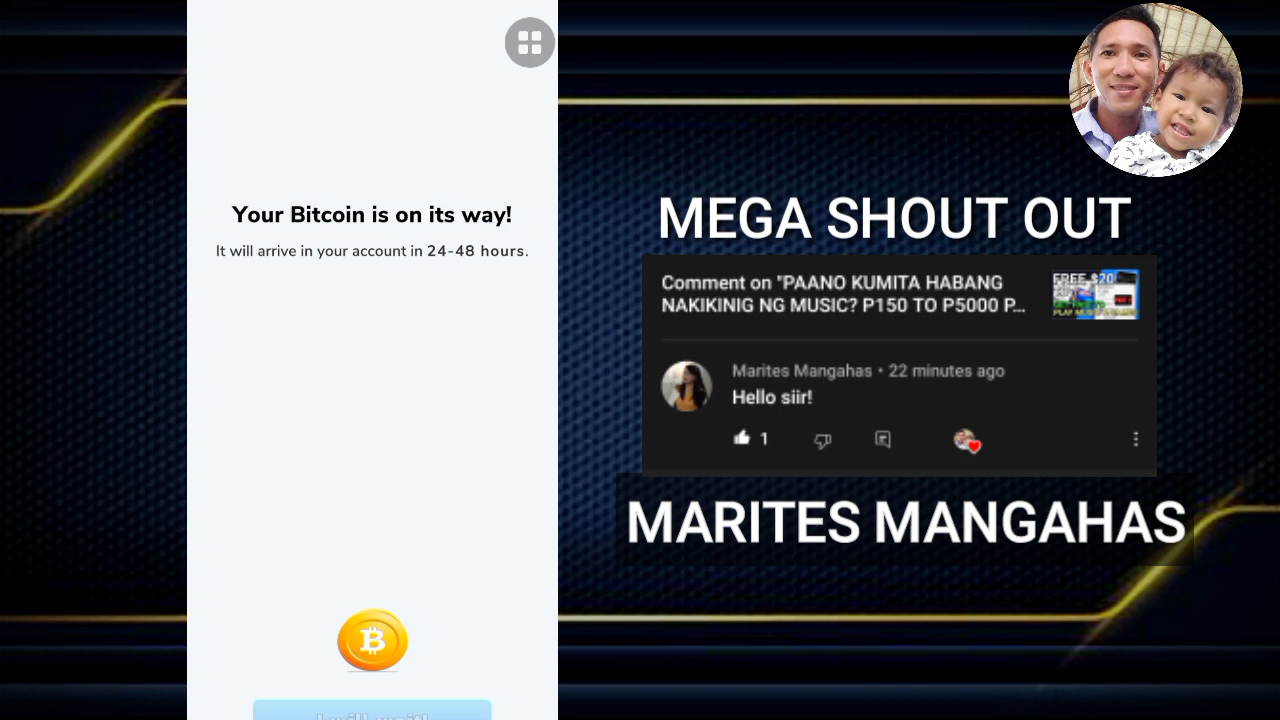 Your Bitcoin is on its way!
It will arrive in your account in 24-48 hours.
MEGA SHOUT OUT
Comment on "PAANO KUMITA HABANG
NAKIKINIG NG MUSIC? P150 TO P5000 P...
FREE $20
Marites Mangahas • 22 minutes ago
Hello siir!
1
MARITES MANGAHAS